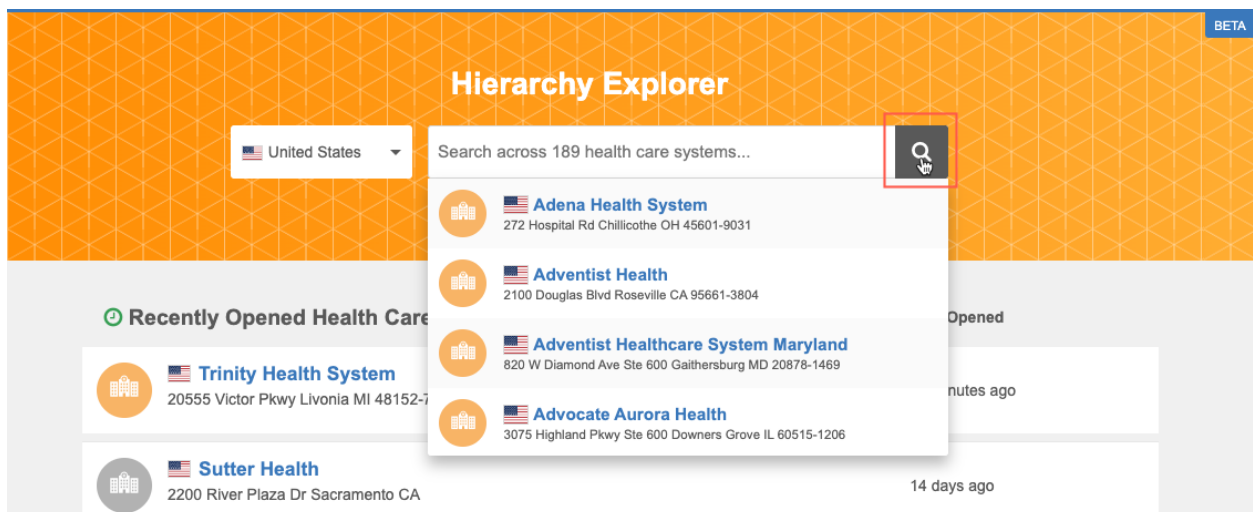 BETA
Hierarchy Explorer
United States
Search across 189 health care systems...
Adena Health System
272 Hospital Rd Chillicothe OH 45601-9031
Adventist Health
2100 Douglas Blvd Roseville CA 95661-3804
Recently Opened Health Care
Opened
Adventist Healthcare System Maryland
820 W Diamond Ave Ste 600 Gaithersburg MD 20878-1469
Trinity Health System
20555 Victor Pkwy Livonia MI 48152-
nutes ago
Advocate Aurora Health
3075 Highland Pkwy Ste 600 Downers Grove IL 60515-1206
Sutter Health
2200 River Plaza Dr Sacramento CA
14 days ago